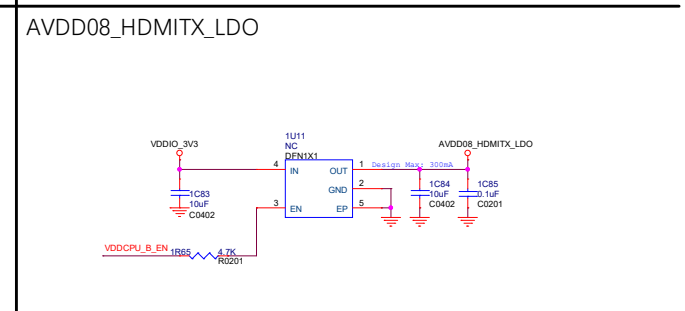 AVDD08_HDMITX_LDO
VDDIO_3V3
1U11
NC
DFN1X1
AVDD08_HDMITX_LDO
4
IN
OUT
1
Design Max: 300mA
GND
2
3
EN
EP
5
1C83
10uF
C0402
1C84
10uF
C0402
1C85
0.1uF
C0201
VDDCPU_B_EN
1R65
4.7K
R0201